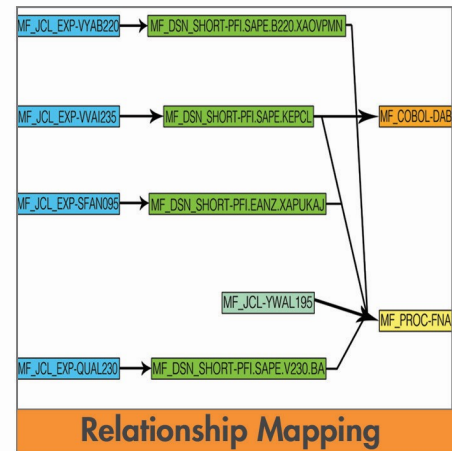 MF_JCL_EXP-VYAB220 MF_DSN_SHORT-PFI.SAPE.B220.XAOVPMN
MF_JCL_EXP-VVAI235 MF_DSN_SHORT-PFI.SAPE.KEPCL MF_COBOL-DAB
MF_JCL_EXP-SFAN095 MF_DSN_SHORT-PFI.EANZ.XAPUKAJ
MF_JCL-YWAL195
MF_PROC-FNA
MF_JCL_EXP-QUAL230 MF_DSN_SHORT-PFI.SAPE.V230.BA
Relationship Mapping